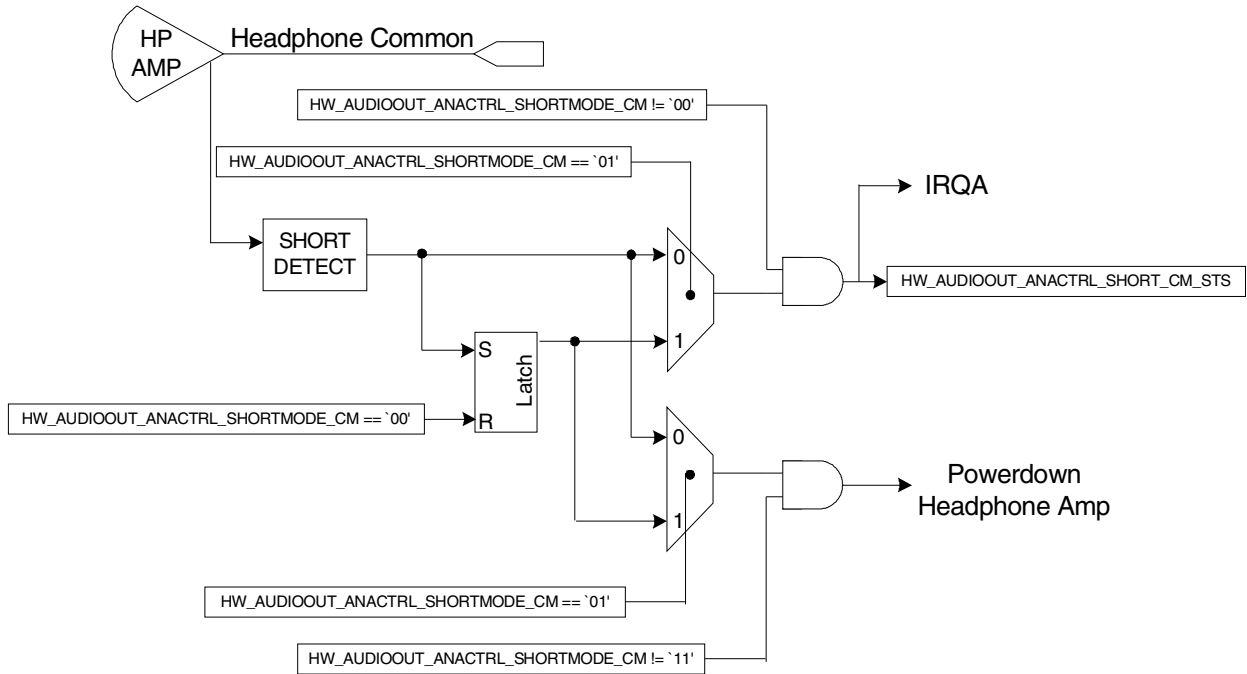 HP
AMP
Headphone Common
HW_AUDIOOUT_ANACTRL_SHORTMODE_CM != `00'
HW_AUDIOOUT_ANACTRL_SHORTMODE_CM == `01'
IRQA
SHORT
DETECT
0
HW_AUDIOOUT_ANACTRL_SHORT_CM_STS
1
S
Latch
R
HW_AUDIOOUT_ANACTRL_SHORTMODE_CM == `00'
0
Powerdown
Headphone Amp
1
HW_AUDIOOUT_ANACTRL_SHORTMODE_CM == `01'
HW_AUDIOOUT_ANACTRL_SHORTMODE_CM != `11'